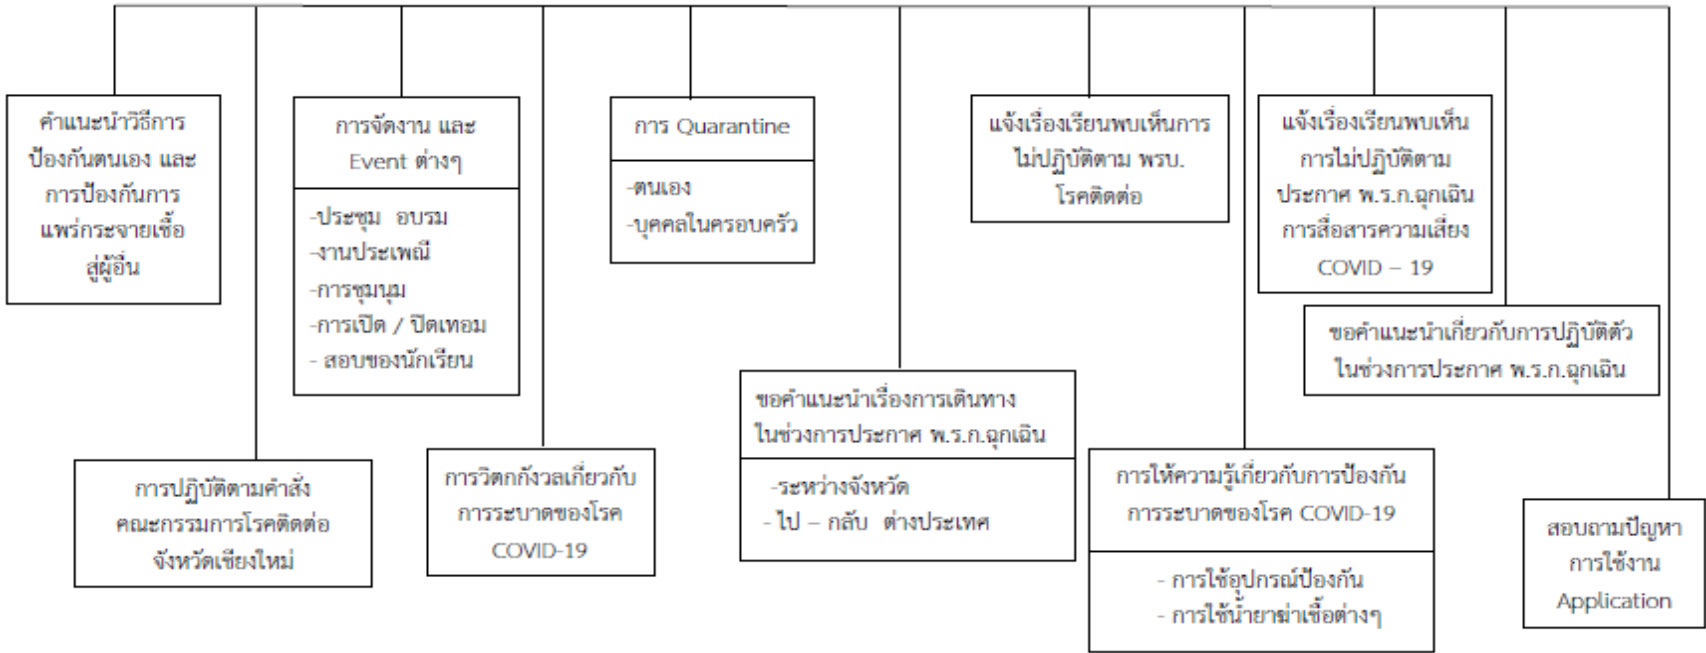 คำแนะนำวิธีการ
ป้องกันตนเอง และ
การป้องกันการ
แพร่กระจายเชื้อ
สู่ผู้อื่น
การปฏิบัติตามคำสั่ง
คณะกรรมการโรคติดต่อ
จังหวัดเชียงใหม่
การจัดงาน และ
Event ต่างๆ
-ประชุม อบรม
-งานประเพณี
-การชุมนุม
-การเปิด / ปิดเทอม
- สอบของนักเรียน
การวิตกกังวลเกี่ยวกับ
การระบาดของโรค
COVID-19
การ Quarantine
-ตนเอง
-บุคคลในครอบครัว
ขอคำแนะนำเรื่องการเดินทาง
ในช่วงการประกาศ พ.ร.ก.ฉุกเฉิน
-ระหว่างจังหวัด
- ไป – กลับ ต่างประเทศ
แจ้งเรื่องเรียนพบเห็นการ
ไม่ปฏิบัติตาม พรบ.
โรคติดต่อ
การให้ความรู้เกี่ยวกับการป้องกัน
การระบาดของโรค COVID-19
- การใช้อุปกรณ์ป้องกัน
- การใช้น้ำยาฆ่าเชื้อต่างๆ
แจ้งเรื่องเรียนพบเห็น
การไม่ปฏิบัติตาม
ประกาศ พ.ร.ก.ฉุกเฉิน
การสื่อสารความเสี่ยง
COVID – 19
ขอคำแนะนำเกี่ยวกับการปฏิบัติตัว
ในช่วงการประกาศ พ.ร.ก.ฉุกเฉิน
สอบถามปัญหา
การใช้งาน
Application